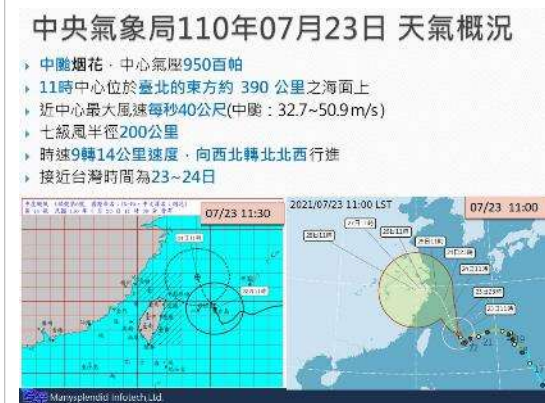 中央氣象局110年07月23日 天氣概況
中颱烟花，中心氣壓950百帕
11時中心位於臺北的東方約 390 公里之海面上
近中心最大風速每秒40公尺(中颱：32.7~50.9m/s)
七級風半徑200公里
時速9轉14公里速度，向西北轉北北西行進
接近台灣時間為23~24日
07/23 11:30
2021/07/23 11:00 LST
07/23 11:00
Manysplendid Infotech,Ltd.